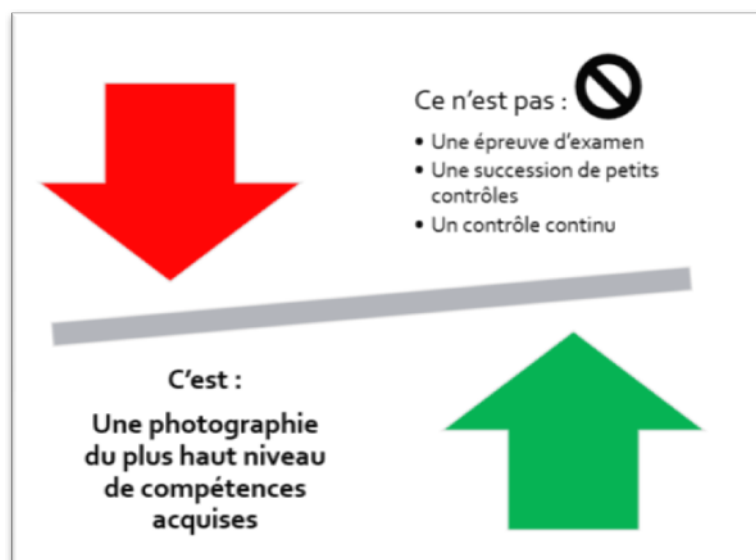 Ce n’est pas :
• Une épreuve d’examen
• Une succession de petits
contrôles
• Un contrôle continu
C’est :
Une photographie
du plus haut niveau
de compétences
acquises